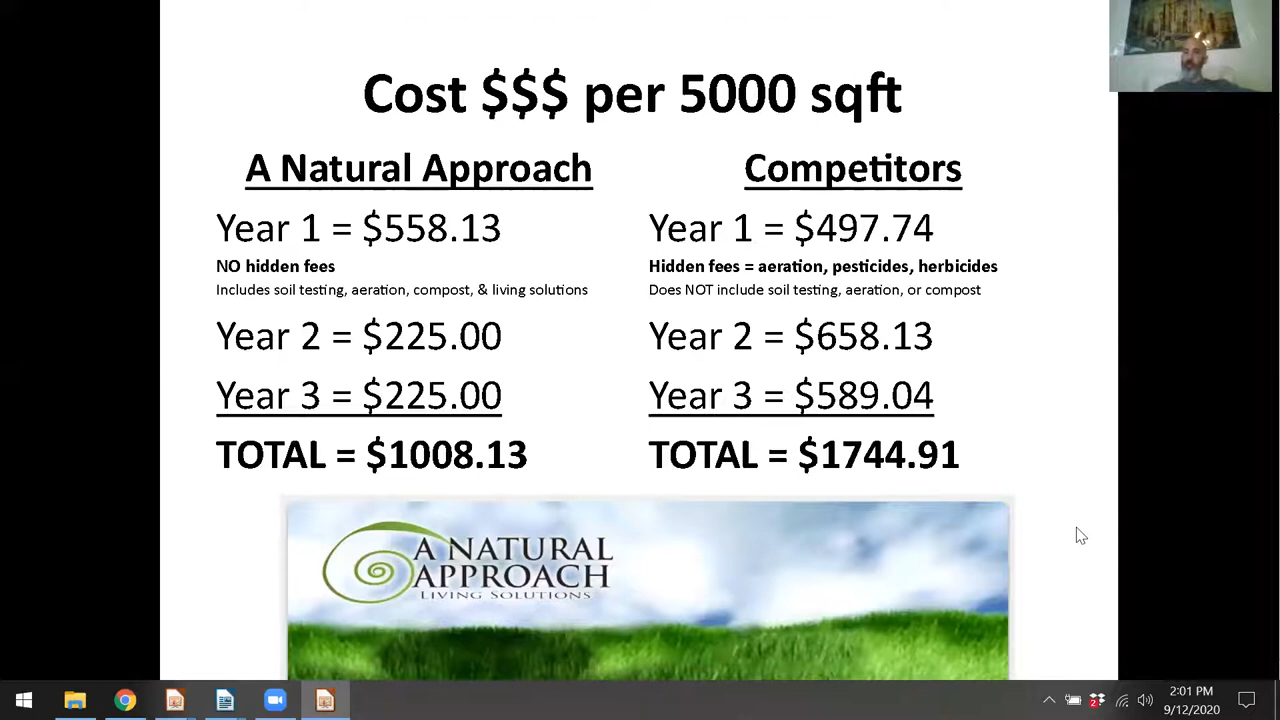 Cost $$$ per 5000 sqft
A Natural Approach
Year 1 = $558.13
NO hidden fees
Includes soil testing, aeration, compost, & living solutions
Year 2 = $225.00
Year 3 = $225.00
TOTAL = $1008.13
Competitors
Year 1 = $497.74
Hidden fees = aeration, pesticides, herbicides
Does NOT include soil testing, aeration, or compost
Year 2 = $658.13
Year 3 = $589.04
TOTAL = $1744.91
A NATURAL
APPROACH
LIVING SOLUTIONS
2
2:01 PM
9/12/2020